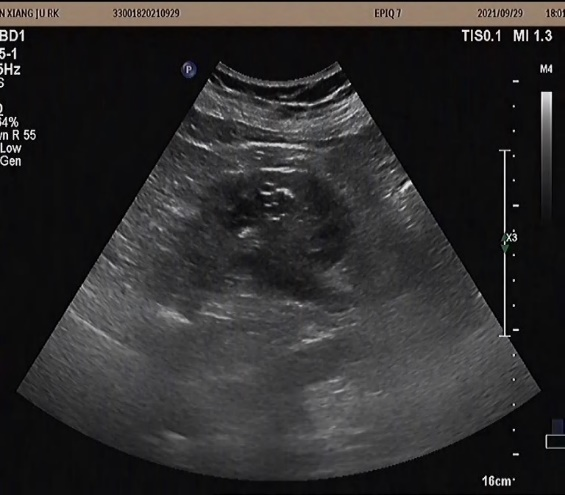 N XIANG JU RK 33001820210929 EPIQ 7 2021/09/29 18:01
BD1
5-1
5Hz
S
TIS0.1 MI 1.3
M4
P
64%
wn R 55
Low
Gen
X3
16cm